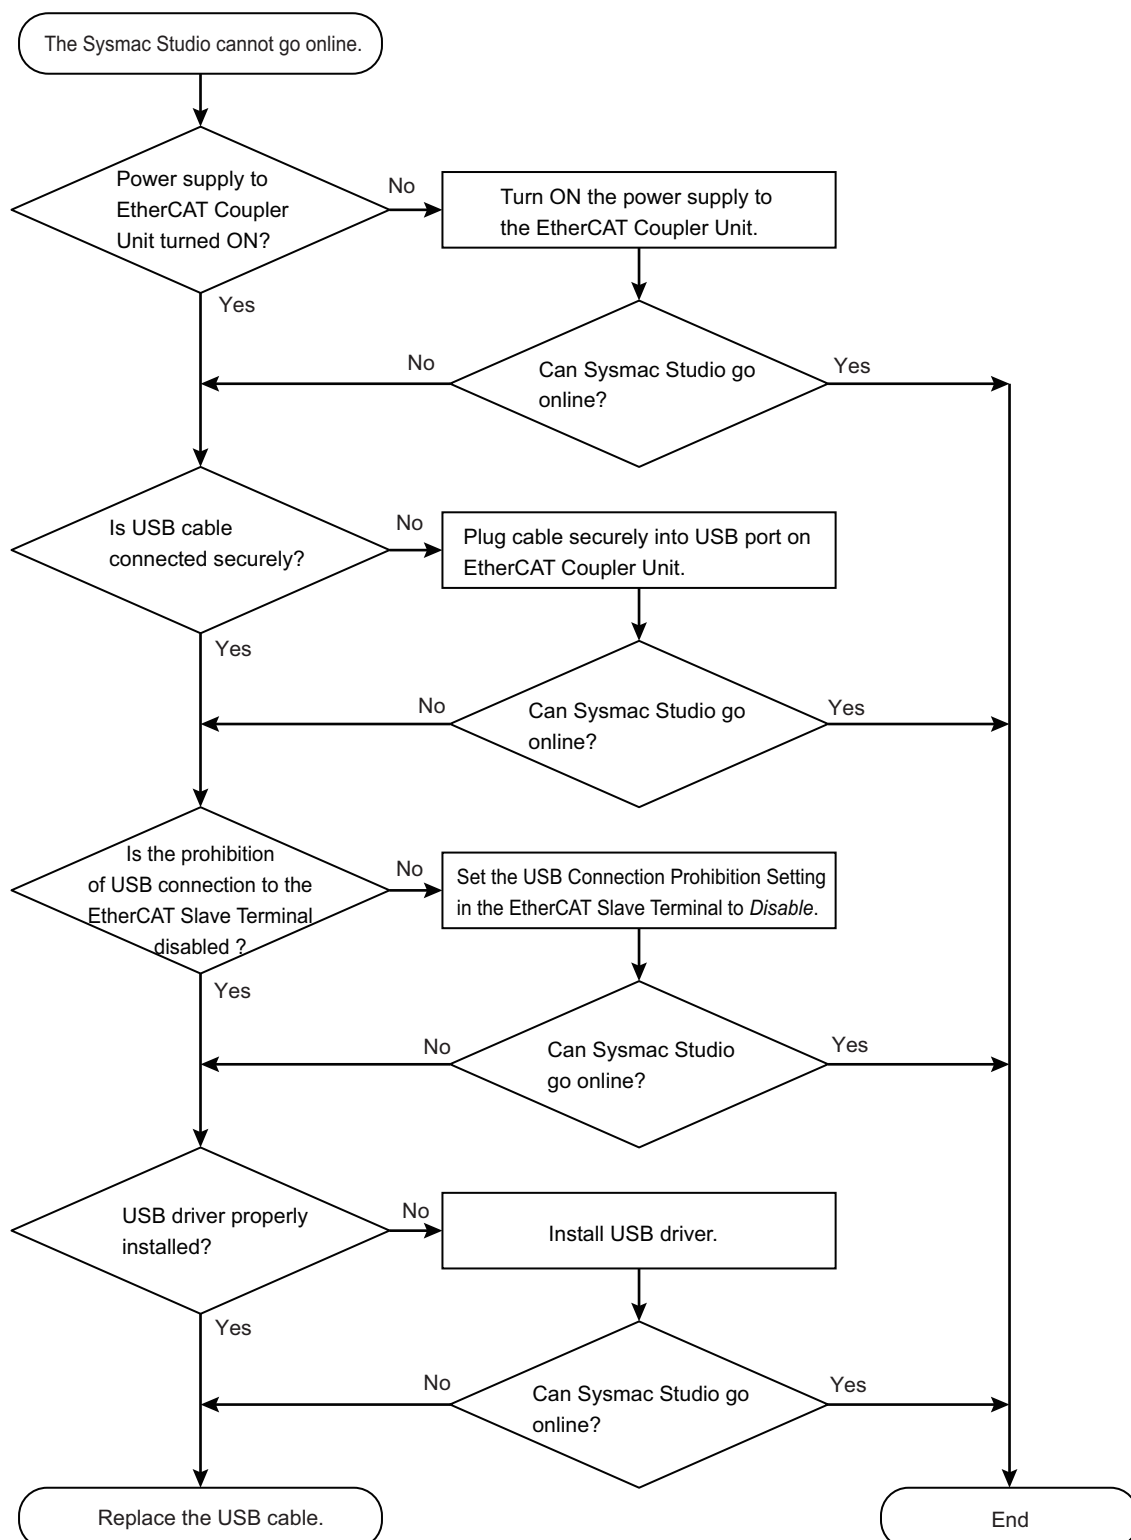 The Sysmac Studio cannot go online.
Power supply to
EtherCAT Coupler
Unit turned ON?
No
Turn ON the power supply to
the EtherCAT Coupler Unit.
Yes
No
Can Sysmac Studio go
online?
Yes
Is USB cable
connected securely?
No
Plug cable securely into USB port on
EtherCAT Coupler Unit.
Yes
No
Can Sysmac Studio go
online?
Yes
Is the prohibition
of USB connection to the
EtherCAT Slave Terminal
disabled ?
No
Set the USB Connection Prohibition Setting
in the EtherCAT Slave Terminal to Disable.
Yes
No
Can Sysmac Studio
go online?
Yes
USB driver properly
installed?
No
Install USB driver.
Yes
No
Can Sysmac Studio go
online?
Yes
Replace the USB cable.
End